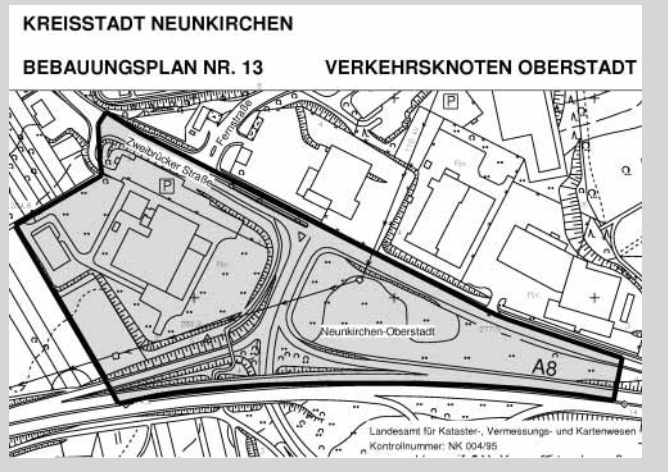 KREISSTADT NEUNKIRCHEN
BEBAUUNGSPLAN NR. 13 VERKEHRSKNOTEN OBERSTADT
P
Fernstraße
Zweibrücker Straße
P
Neunkirchen-Oberstadt
A8
Landesamt für Kataster-, Vermessungs- und Kartenwesen
Kontrollnummer: NK 004/95